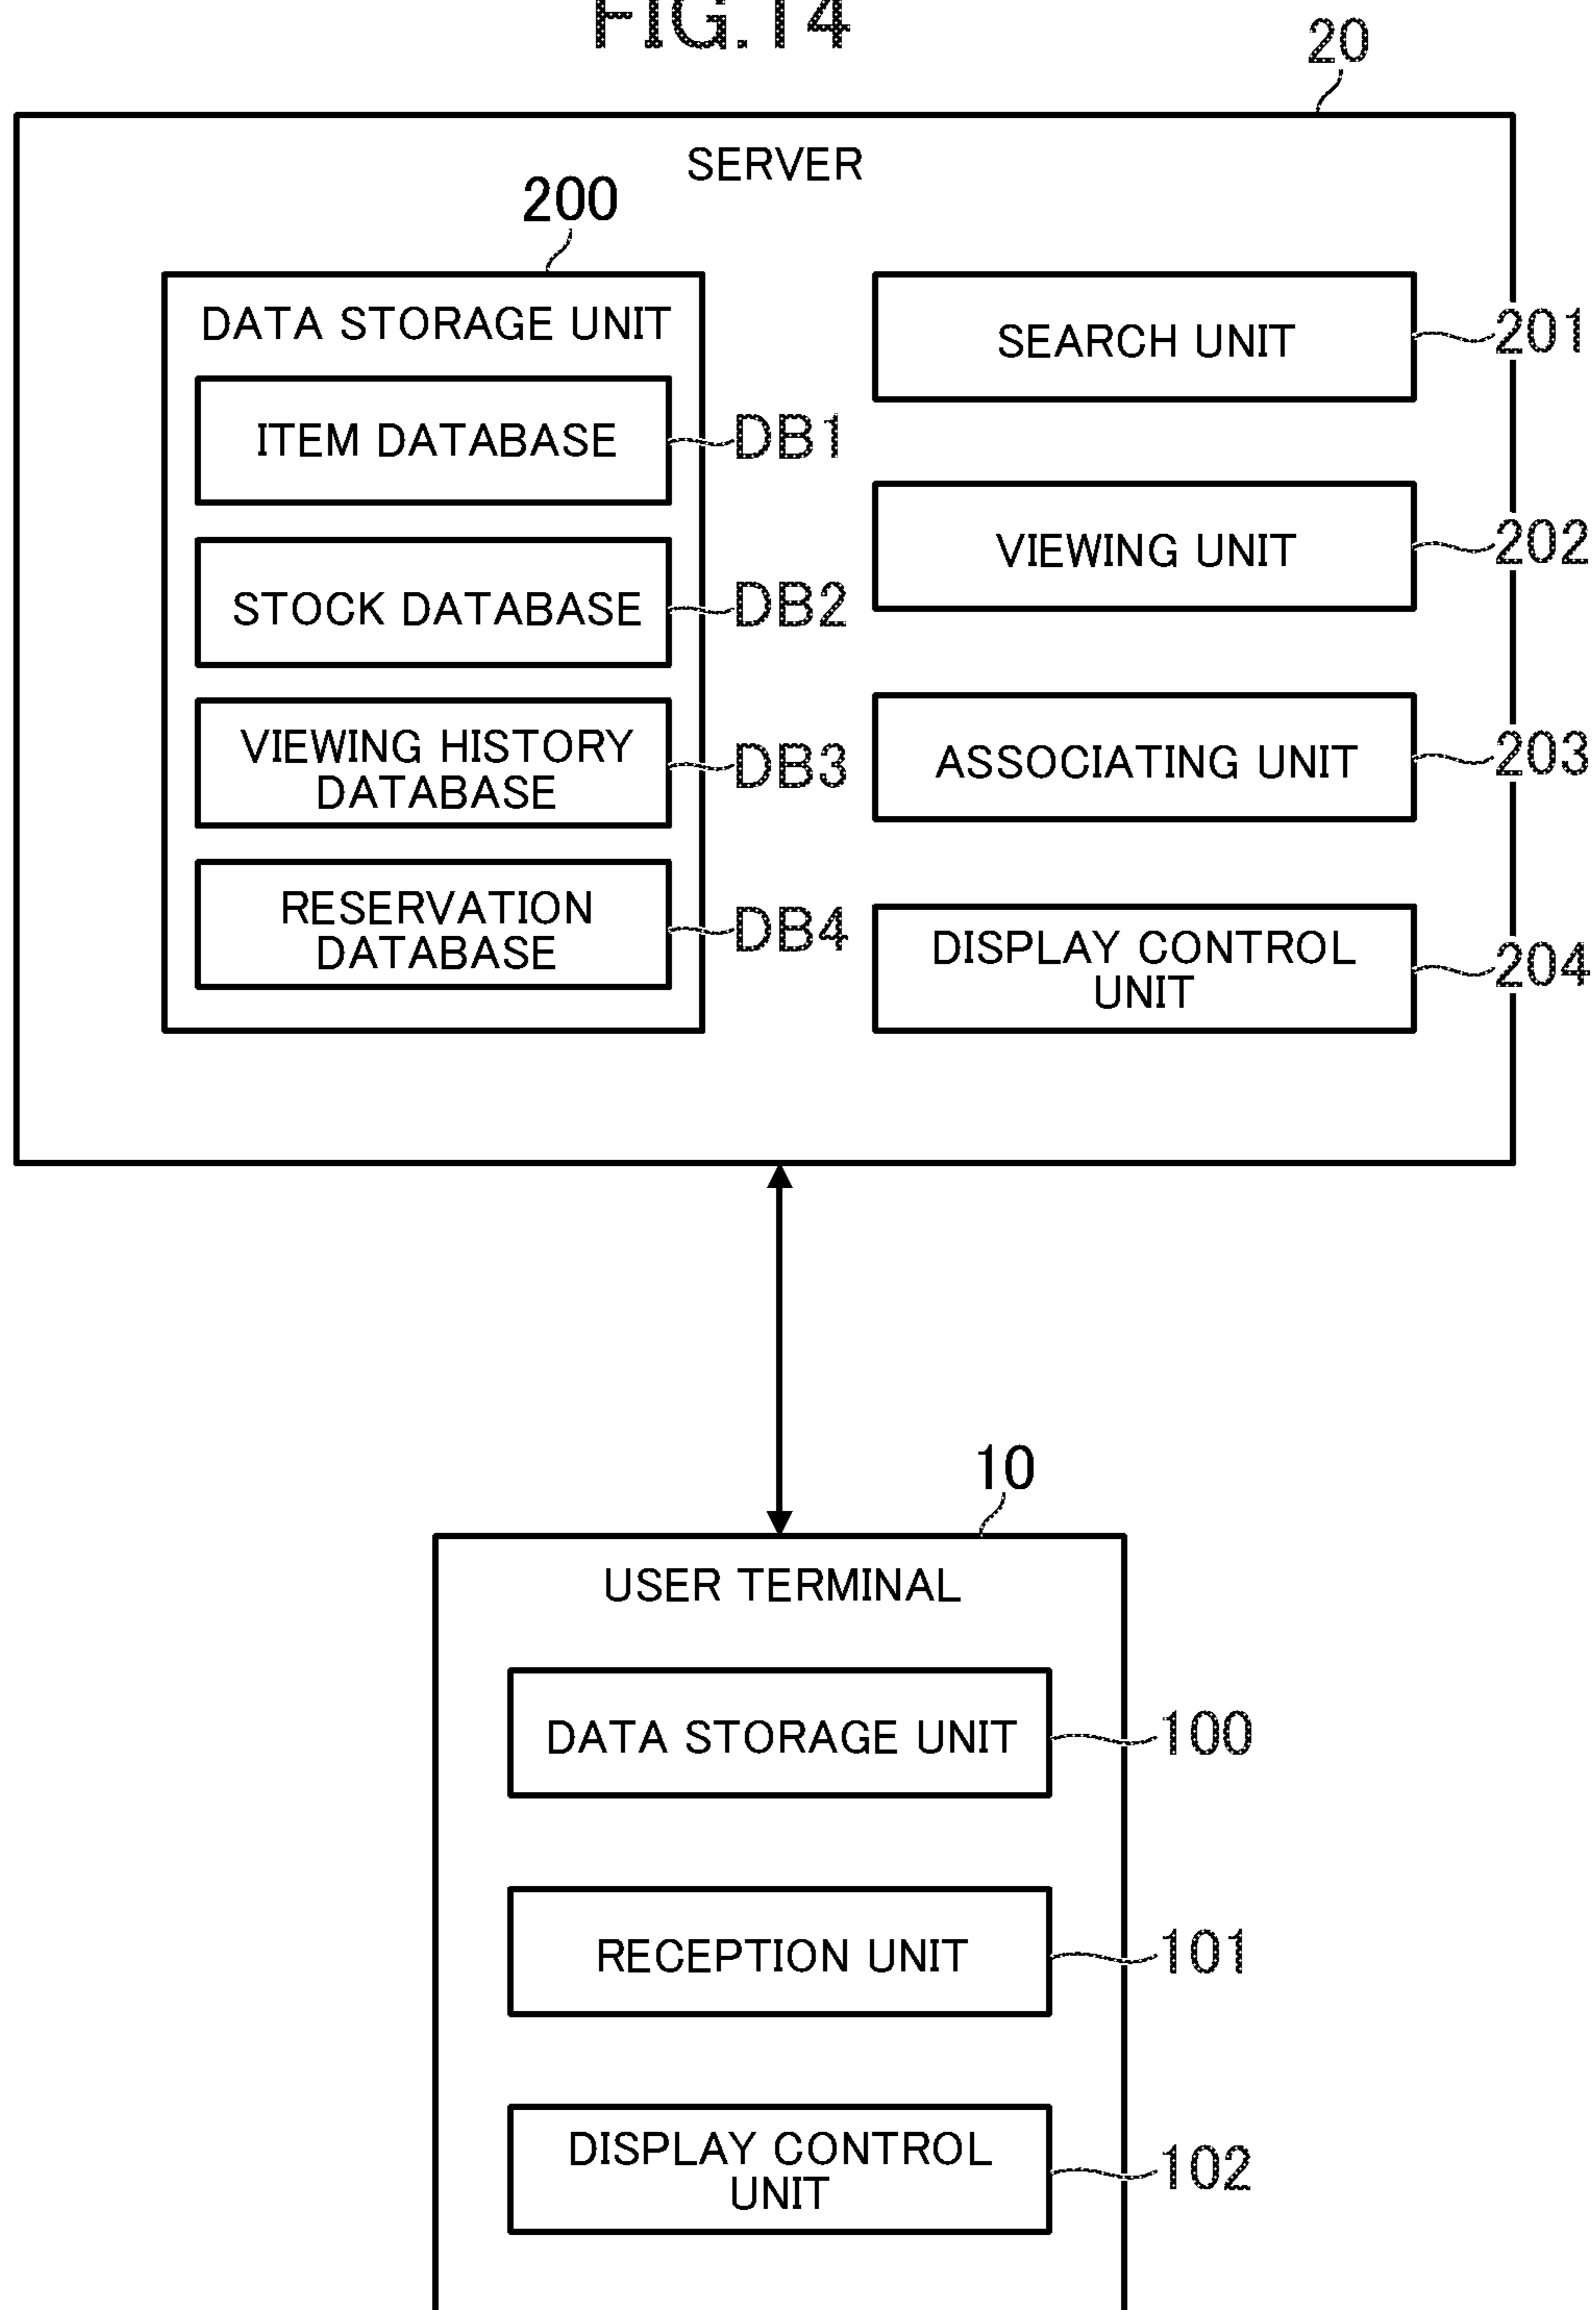 FIG.14
20
SERVER
200
DATA STORAGE UNIT
ITEM DATABASE
DB1
STOCK DATABASE
DB2
VIEWING HISTORY
DATABASE
DB3
RESERVATION
DATABASE
DB4
SEARCH UNIT
201
VIEWING UNIT
202
ASSOCIATING UNIT
203
DISPLAY CONTROL
UNIT
204
10
USER TERMINAL
DATA STORAGE UNIT
100
RECEPTION UNIT
101
DISPLAY CONTROL
UNIT
102